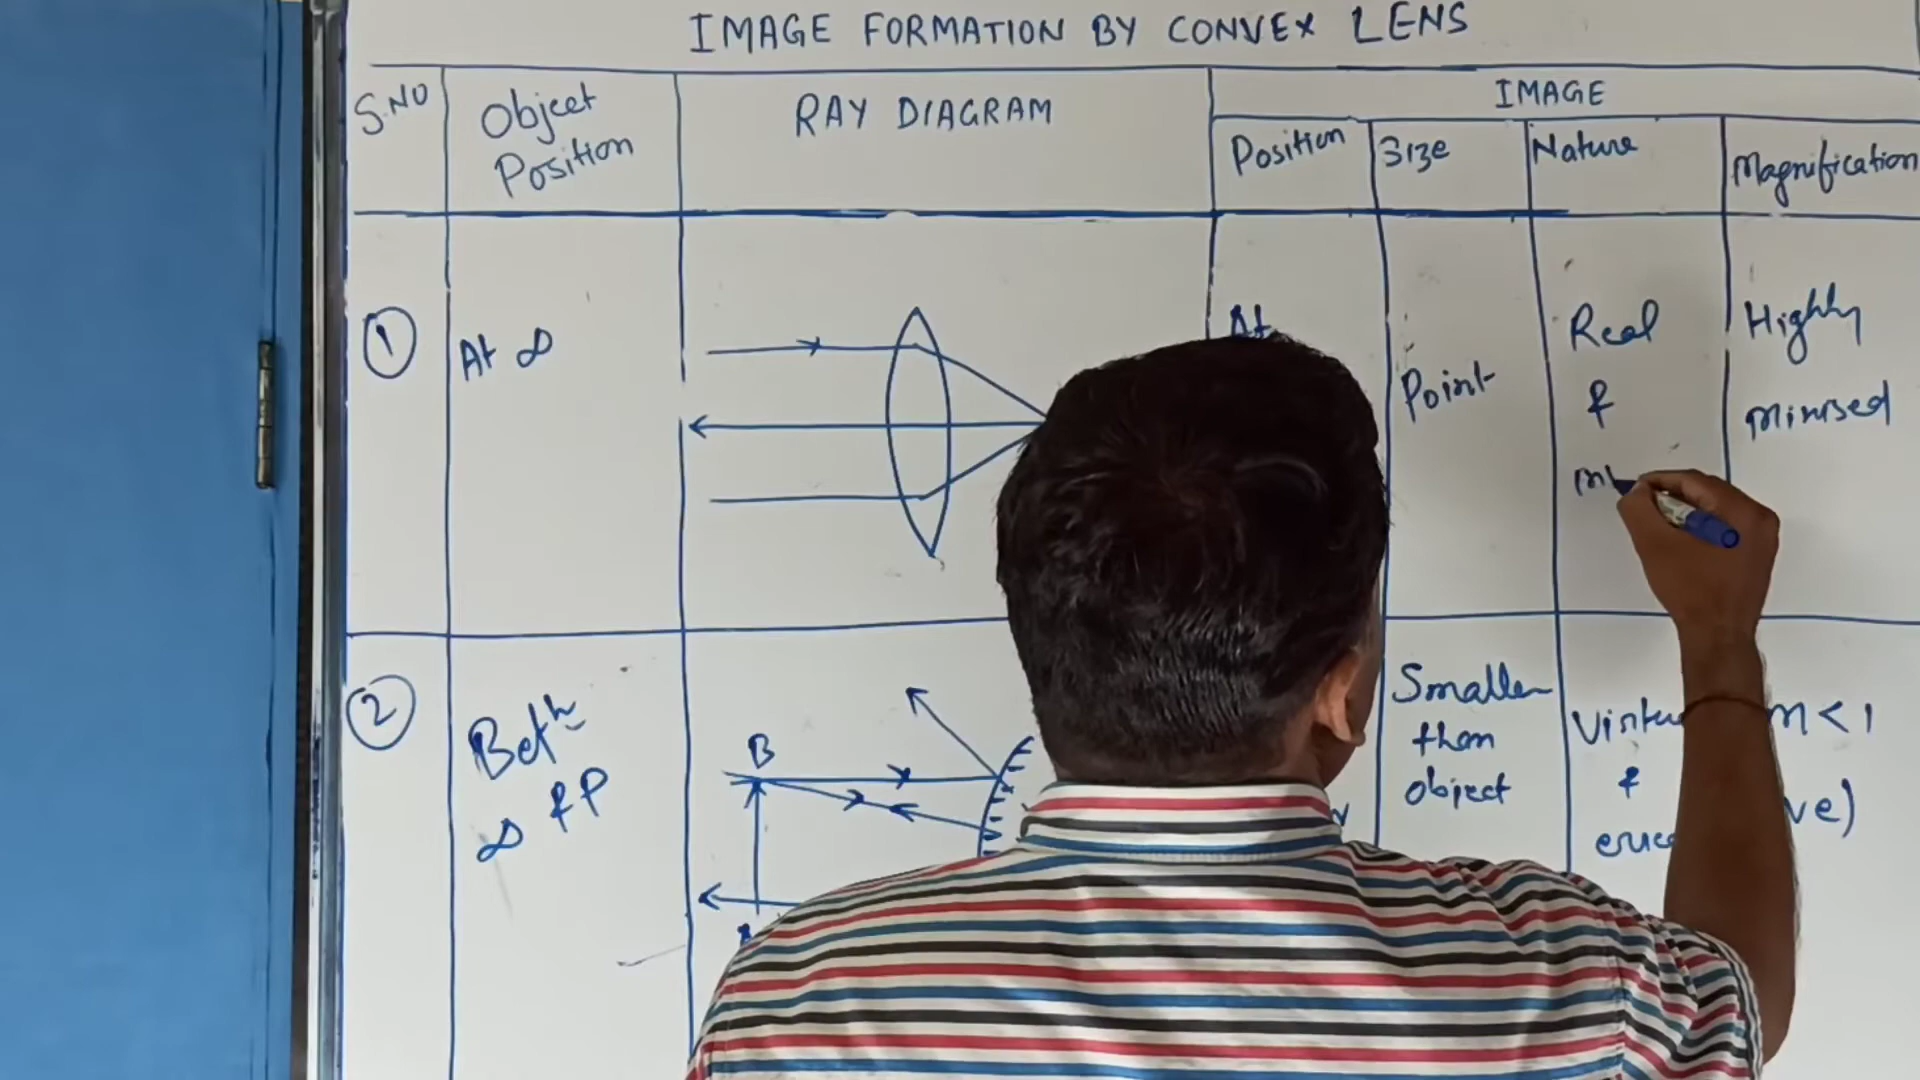 IMAGE FORMATION BY CONVEX LENS
S.NO
Object
Position
RAY DIAGRAM
IMAGE
Position
Size
Nature
Magnification
1
At ∞
At
Point
Real
&
Highly
Minised
2
Betn
∞ & P
B
Smaller
than
object
&
m < 1
ve)